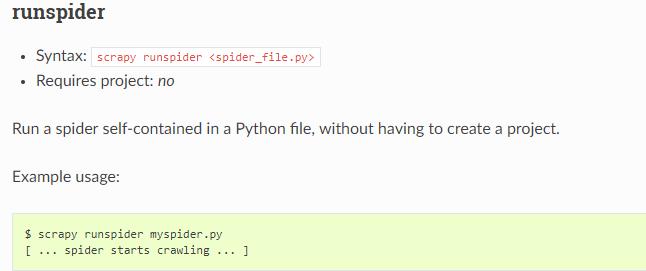 runspider
• Syntax: scrapy runspider <spider_file.py>
• Requires project: no
Run a spider self-contained in a Python file, without having to create a project.
Example usage:
$ scrapy runspider myspider.py
[ ... spider starts crawling ... ]